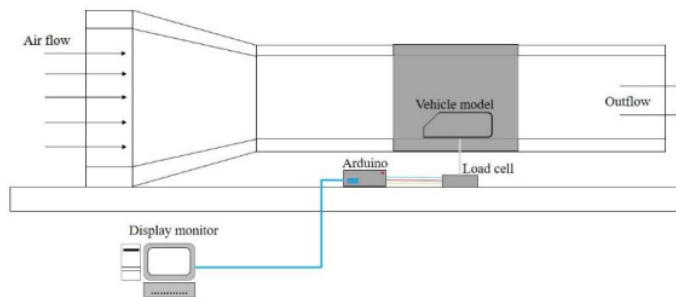 Air flow
Vehicle model
Outflow
Arduino
Load cell
Display monitor